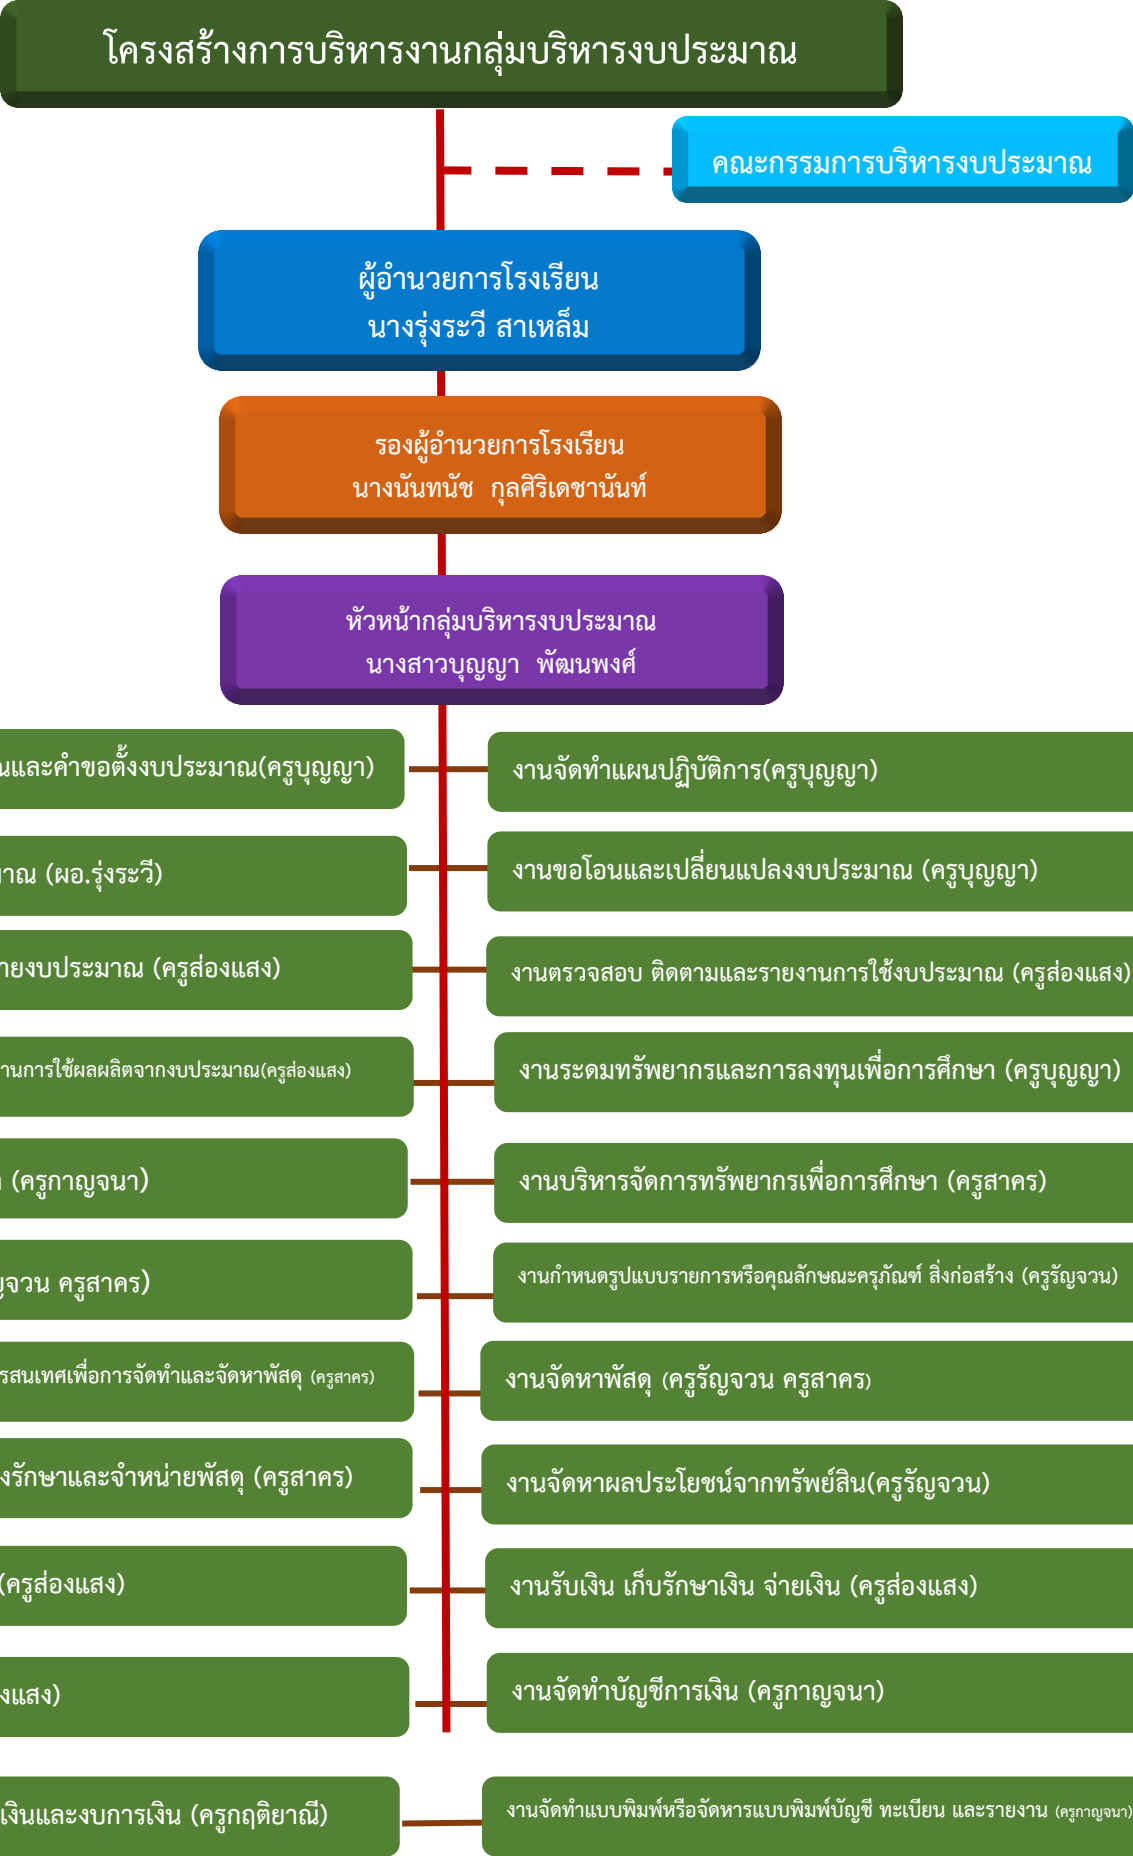 โครงสร้างการบริหารงานกลุ่มบริหารงบประมาณ
คณะกรรมการบริหารงบประมาณ
ผู้อำนวยการโรงเรียน
นางรุ่งระวี สาเหล็ม
รองผู้อำนวยการโรงเรียน
นางนันทนัช กุลศิริเดชานันท์
หัวหน้ากลุ่มบริหารงบประมาณ
นางสาวบุญญา พัฒนพงศ์
ณและคำขอตั้งงบประมาณ(ครูบุญญา)
งานจัดทำแผนปฏิบัติการ(ครูบุญญา)
มาณ (ผอ.รุ่งระวี)
งานขอโอนและเปลี่ยนแปลงงบประมาณ (ครูบุญญา)
ายงบประมาณ (ครูส่องแสง)
งานตรวจสอบ ติดตามและรายงานการใช้งบประมาณ (ครูส่องแสง)
านการใช้ผลผลิตจากงบประมาณ(ครูส่องแสง)
งานระดมทรัพยากรและการลงทุนเพื่อการศึกษา (ครูบุญญา)
(ครูกาญจนา)
งานบริหารจัดการทรัพยากรเพื่อการศึกษา (ครูสาคร)
ญจวน ครูสาคร)
งานกำหนดรูปแบบรายการหรือคุณลักษณะครุภัณฑ์ สิ่งก่อสร้าง (ครูรัญจวน)
รสนเทศเพื่อการจัดทำและจัดหาพัสดุ (ครูสาคร)
งานจัดหาพัสดุ (ครูรัญจวน ครูสาคร)
งรักษาและจำหน่ายพัสดุ (ครูสาคร)
งานจัดหาผลประโยชน์จากทรัพย์สิน(ครูรัญจวน)
(ครูส่องแสง)
งานรับเงิน เก็บรักษาเงิน จ่ายเงิน (ครูส่องแสง)
งแสง)
งานจัดทำบัญชีการเงิน (ครูกาญจนา)
เงินและงบการเงิน (ครูกฤติยาณี)
งานจัดทำแบบพิมพ์หรือจัดหารแบบพิมพ์บัญชี ทะเบียน และรายงาน (ครูกาญจนา)